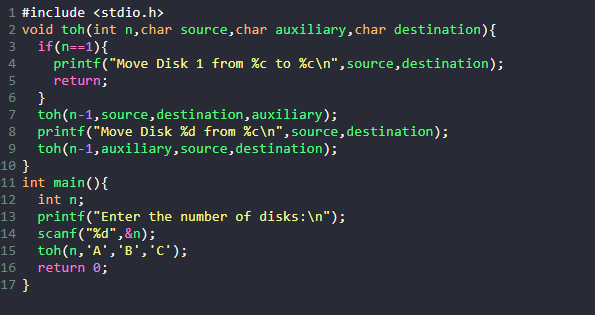 1 #include <stdio.h>
2 void toh(int n,char source,char auxiliary,char destination){
3   if(n==1){
4     printf("Move Disk 1 from %c to %c\n",source,destination);
5     return;
6   }
7   toh(n-1,source,destination,auxiliary);
8   printf("Move Disk %d from %c\n",source,destination);
9   toh(n-1,auxiliary,source,destination);
10 }
11 int main(){
12   int n;
13   printf("Enter the number of disks:\n");
14   scanf("%d",&n);
15   toh(n,'A','B','C');
16   return 0;
17 }